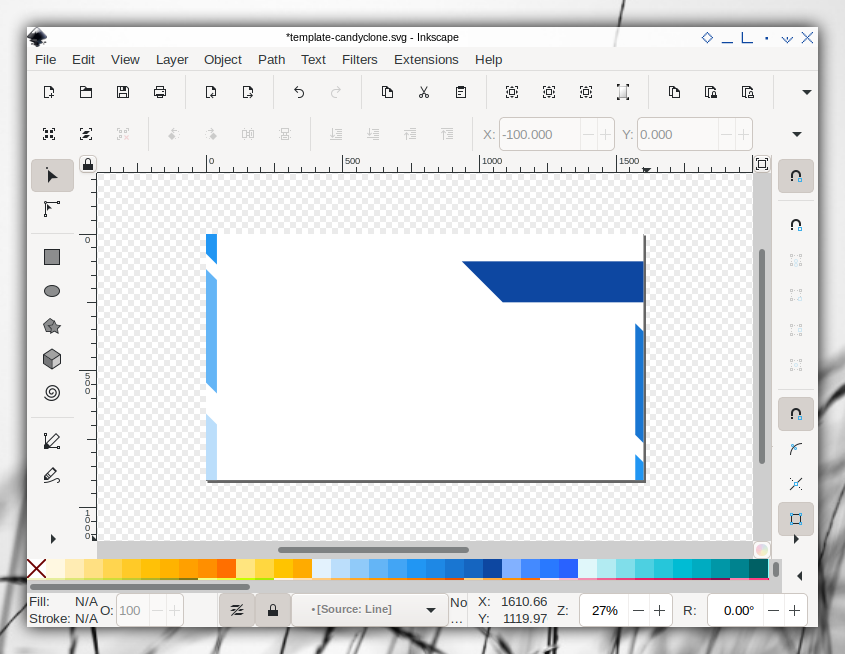 *template-candyclone.svg - Inkscape
File Edit View Layer Object Path Text Filters Extensions Help
X: -100.000 Y: 0.000
0 500 1000 1500
0
500
1000
Fill: N/A
Stroke: N/A
O: 100
•[Source: Line]
No
...
X: 1610.66
Y: 1119.97
Z: 27%
R: 0.00°